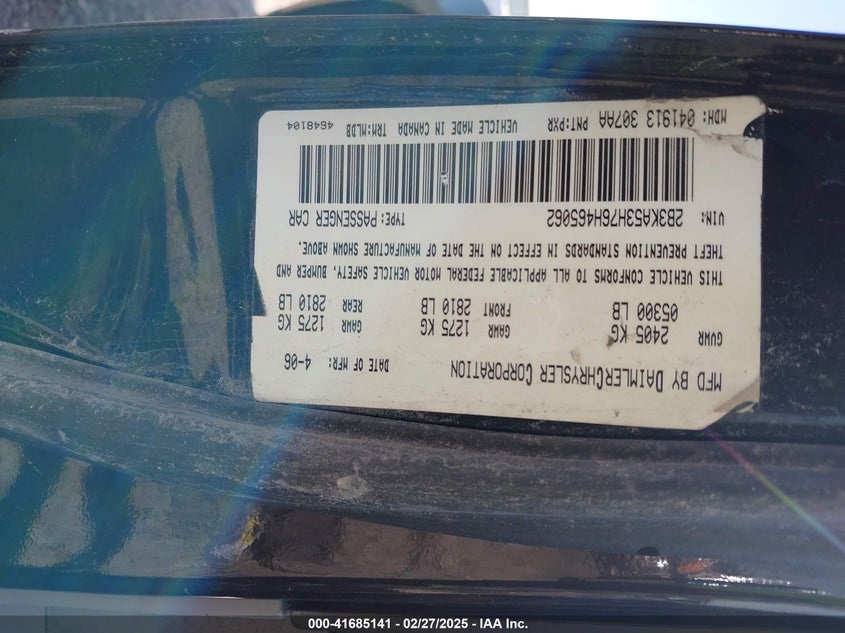 MFD BY DAIMLERCHRYSLER CORPORATION DATE OF MFR: 4-06
GVWR 2405 KG GAWR 1275 KG GAWR 1275 KG
05300 LB FRONT 2810 LB REAR 2810 LB
THIS VEHICLE CONFORMS TO ALL APPLICABLE FEDERAL MOTOR VEHICLE SAFETY, BUMPER AND
THEFT PREVENTION STANDARDS IN EFFECT ON THE DATE OF MANUFACTURE SHOWN ABOVE.
VIN: 2B3KA53H76H465062 TYPE: PASSENGER CAR
MDH: 041913 307AA PNT:PXR VEHICLE MADE IN CANADA TRM:MLDB 4648104
000-41685141 - 02/27/2025 - IAA Inc.